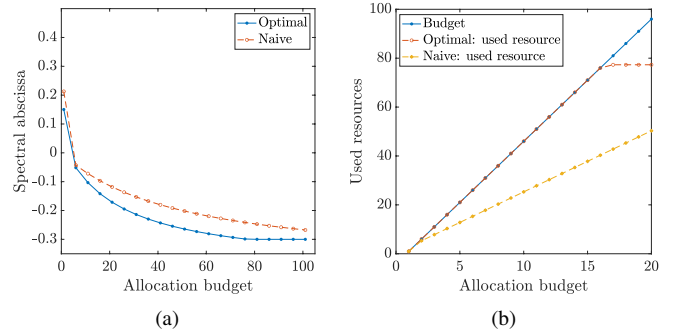 Optimal
Naive
0.4
0.3
0.2
0.1
0
-0.1
-0.2
-0.3
Spectral abscissa
0 20 40 60 80 100
Allocation budget
(a)
Budget
Optimal: used resource
Naive: used resource
100
80
60
40
20
0
Used resources
0 5 10 15 20
Allocation budget
(b)